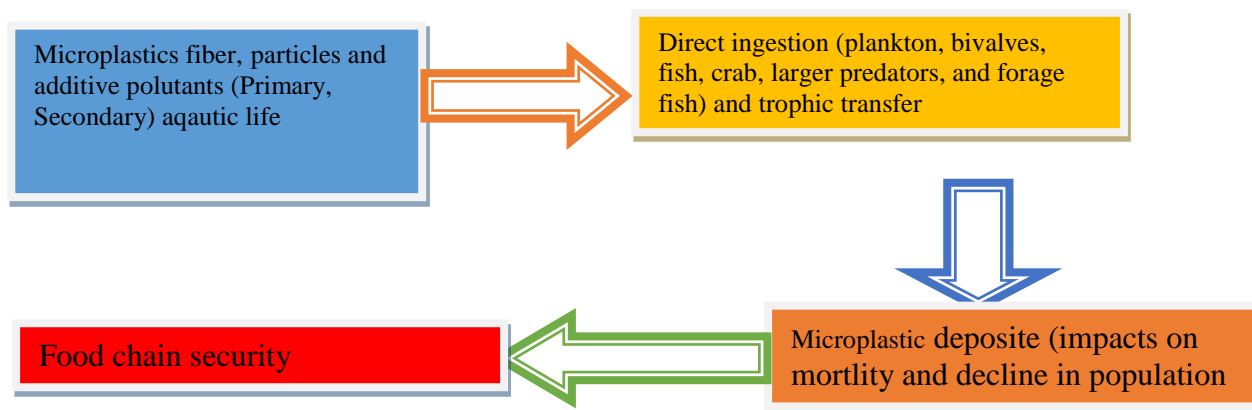 Microplastics fiber, particles and
additive polutants (Primary,
Secondary) aqautic life
Direct ingestion (plankton, bivalves,
fish, crab, larger predators, and forage
fish) and trophic transfer
Microplastic deposite (impacts on
mortlity and decline in population
Food chain security